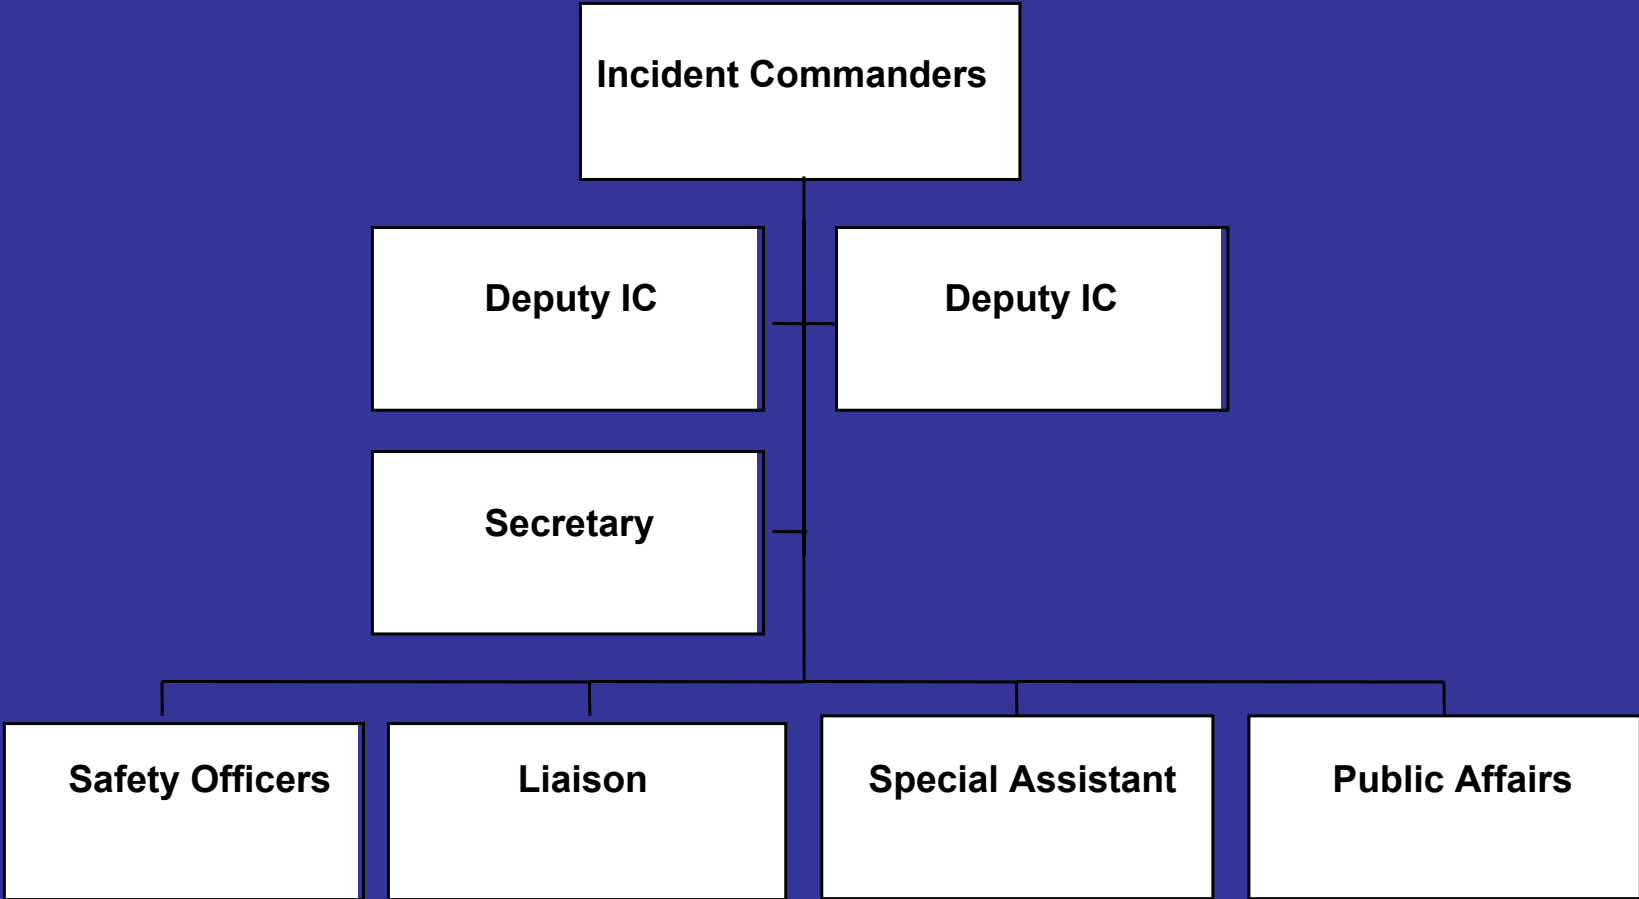 Incident Commanders
Deputy IC
Deputy IC
Secretary
Safety Officers
Liaison
Special Assistant
Public Affairs